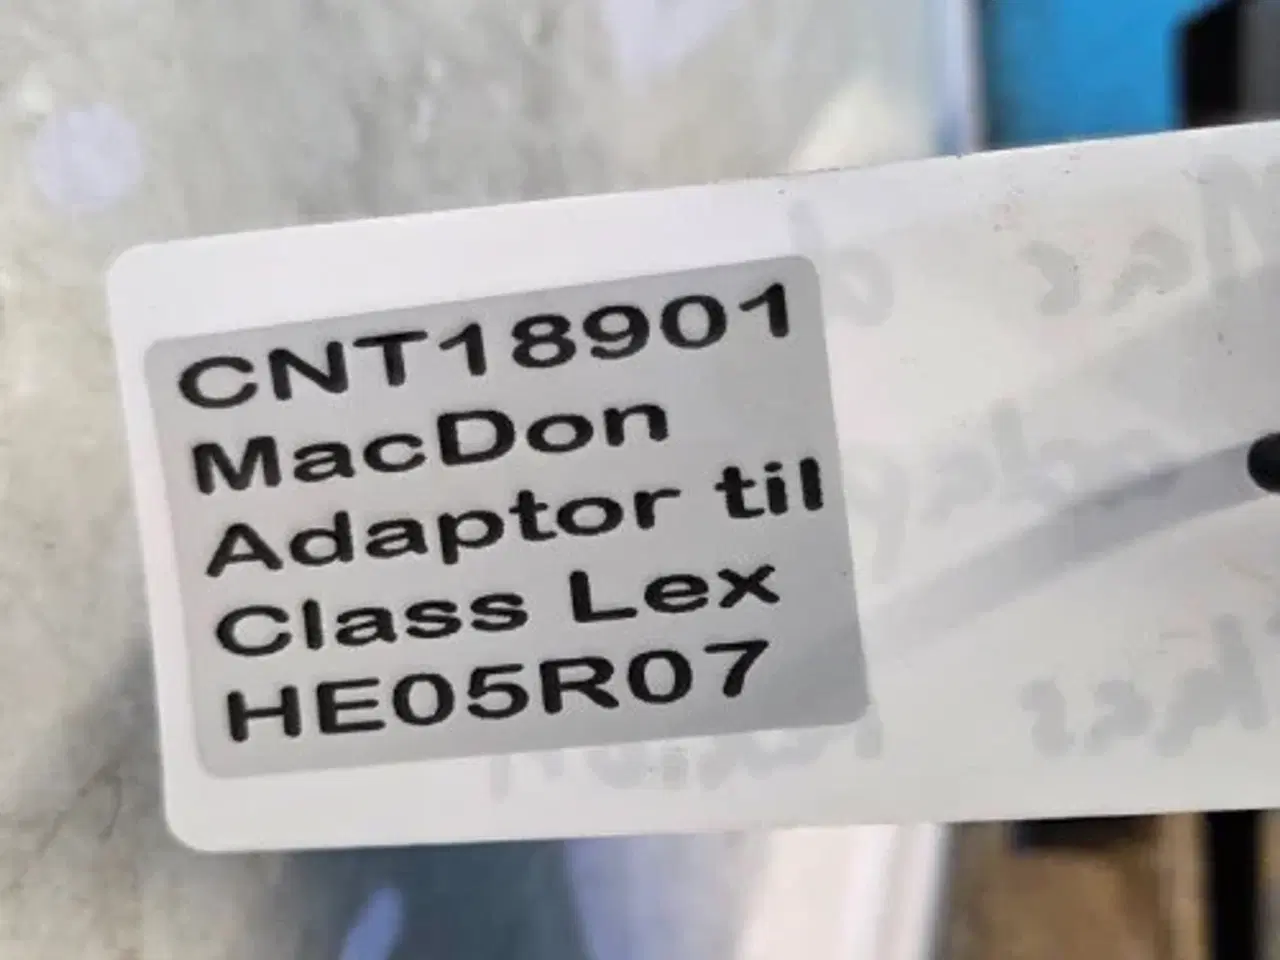 CNT18901
MacDon
Adaptor til
Class Lex
HE05R07